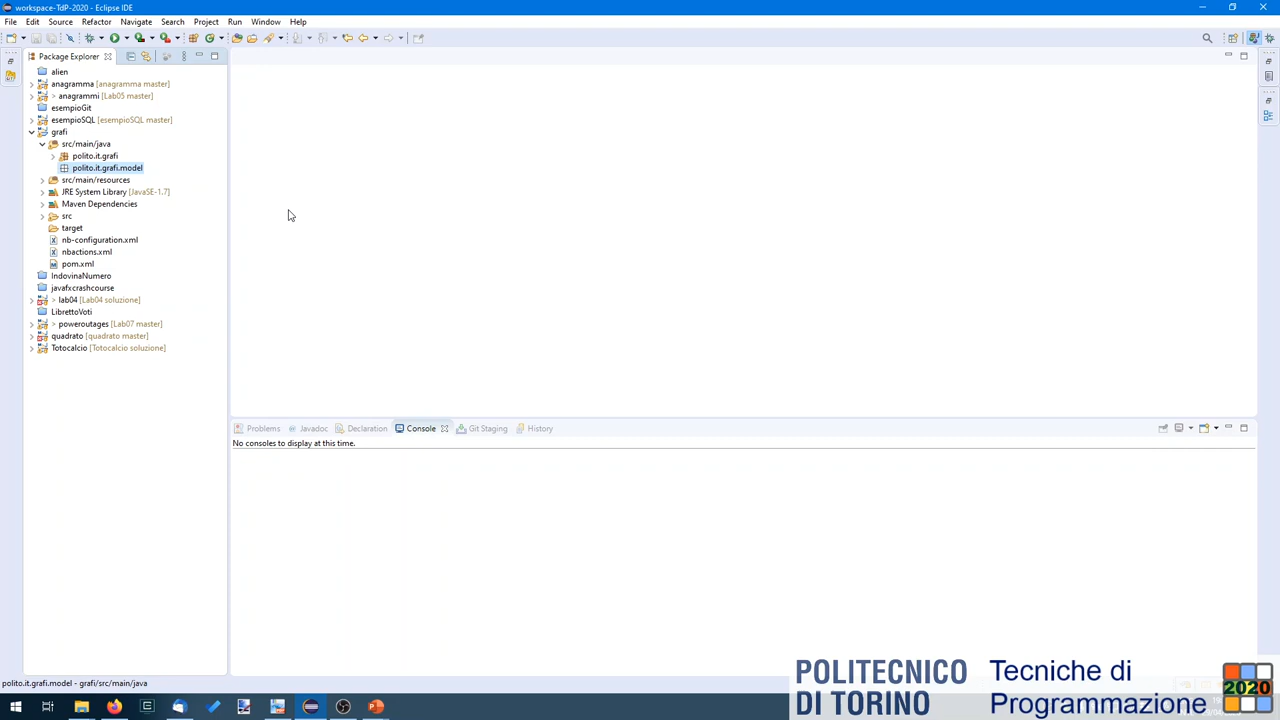 workspace-TdP-2020 - Eclipse IDE
File Edit Source Refactor Navigate Search Project Run Window Help
Package Explorer
alien
anagramma [anagramma master]
> anagrammi [Lab05 master]
esempioGit
esempioSQL [esempioSQL master]
grafi
src/main/java
polito.it.grafi
polito.it.grafi.model
src/main/resources
JRE System Library [JavaSE-1.7]
Maven Dependencies
src
target
nb-configuration.xml
nbactions.xml
pom.xml
IndovinaNumero
javafxcrashcourse
> lab04 [Lab04 soluzione]
LibrettoVoti
> poweroutages [Lab07 master]
quadrato [quadrato master]
Totocalcio [Totocalcio soluzione]
Problems Javadoc Declaration Console Git Staging History
No consoles to display at this time.
polito.it.grafi.model - grafi/src/main/java
POLITECNICO
DI TORINO
Tecniche di
Programmazione
2020